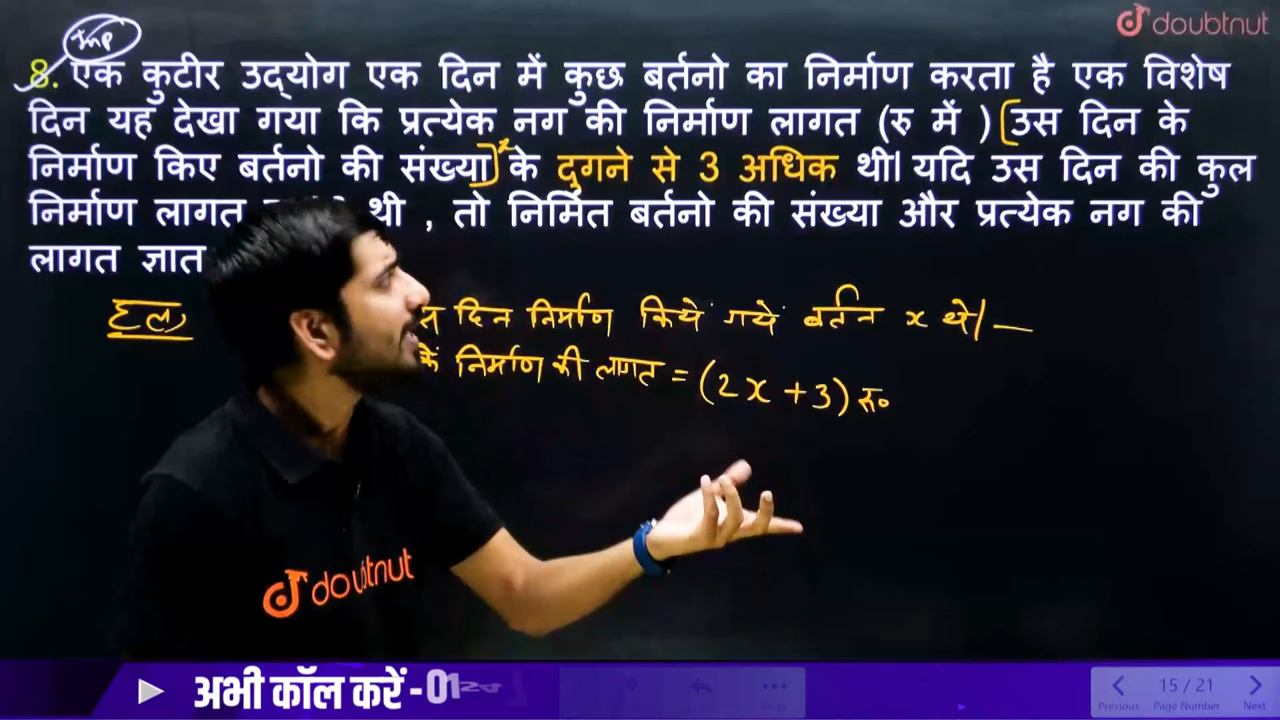 doubtnut
Imp
8. एक कुटीर उद्योग एक दिन में कुछ बर्तनो का निर्माण करता है एक विशेष
दिन यह देखा गया कि प्रत्येक नग की निर्माण लागत (रु में ) [उस दिन के
निर्माण किए बर्तनो की संख्या]ˣ के दुगने से 3 अधिक थी। यदि उस दिन की कुल
निर्माण लागत थी , तो निर्मित बर्तनो की संख्या और प्रत्येक नग की
लागत ज्ञात
हल
दिन निर्माण किये गये बर्तन x थे। —
के निर्माण की लागत = (2x + 3) रु०
doubtnut
अभी कॉल करें - 01
15 / 21
Previous Page Number Next